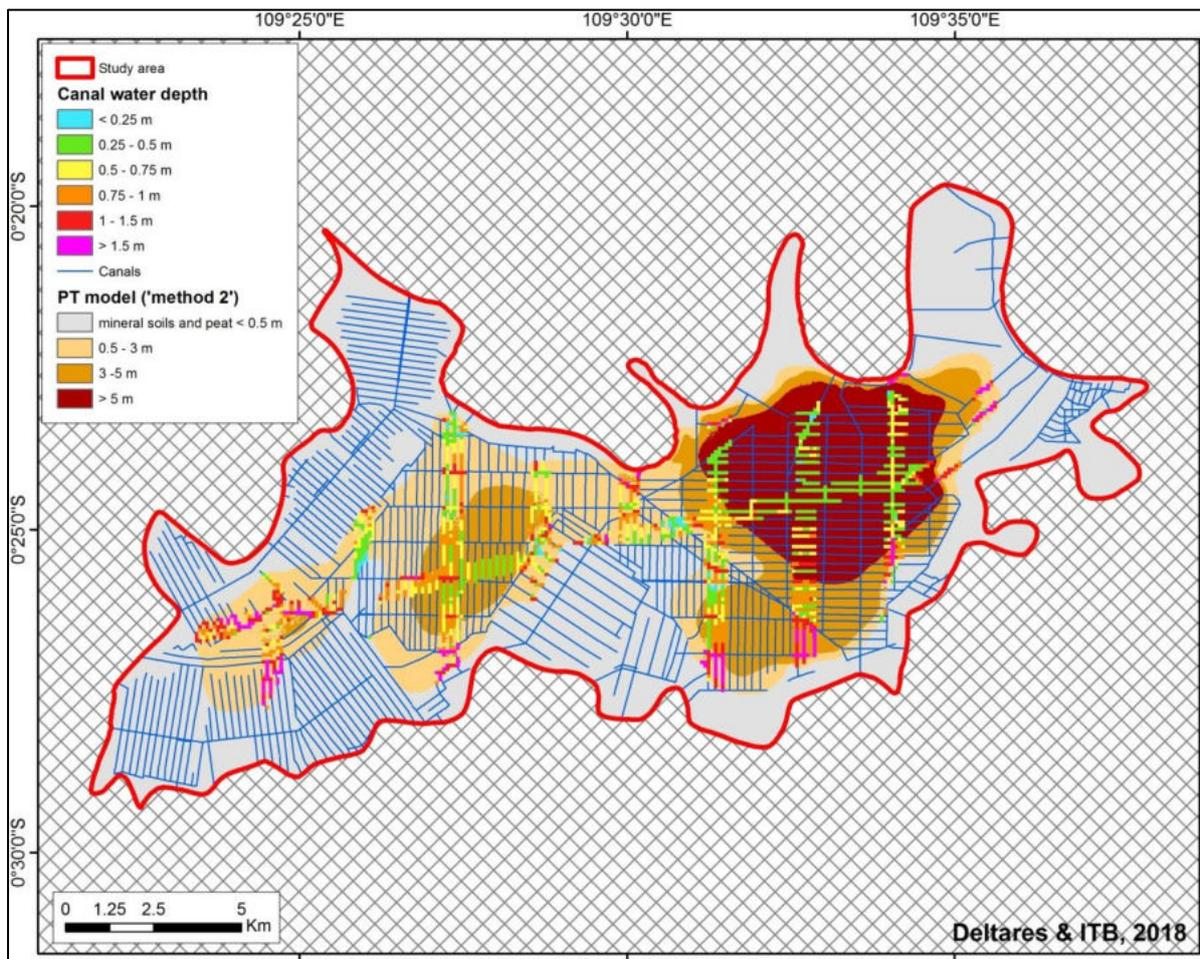 109°25'0"E
109°30'0"E
109°35'0"E
0°20'0"S
0°25'0"S
0°30'0"S
Study area
Canal water depth
< 0.25 m
0.25 - 0.5 m
0.5 - 0.75 m
0.75 - 1 m
1 - 1.5 m
> 1.5 m
Canals
PT model ('method 2')
mineral soils and peat < 0.5 m
0.5 - 3 m
3 -5 m
> 5 m
0 1.25 2.5 5
Km
Deltares & ITB, 2018